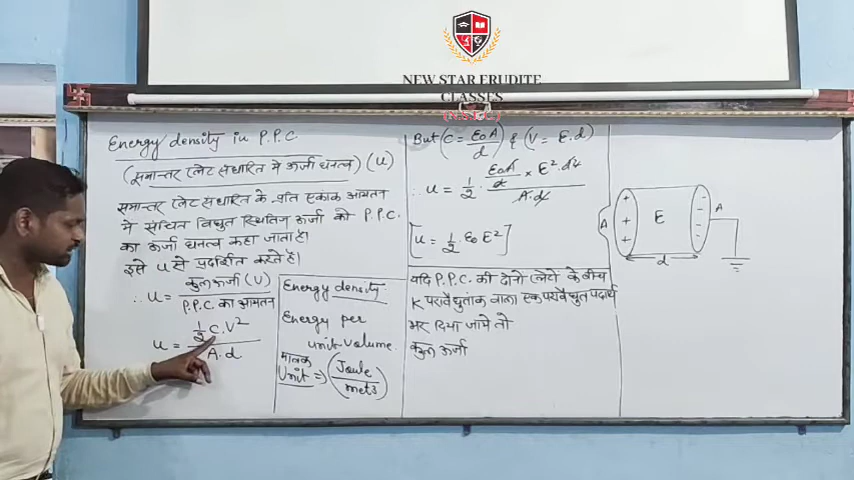 NEW STAR ERUDITE
CLASSES
Energy density in P.P.C
(समान्तर प्लेट संधारित्र मे ऊर्जा घनत्व) (u)
समान्तर प्लेट संधारित्र के प्रति एकांक आयतन
मे संचित विद्युत स्थितिज ऊर्जा को P.P.C.
का ऊर्जा घनत्व कहा जाता है।
इसे u से प्रदर्शित करते है।
∴ u = कुल ऊर्जा (U) / P.P.C. का आयतन
u = 1/2 C.V² / A.d
Energy density
Energy per
unit volume.
मात्रक
Unit ⇒ (Joule / met3)
But (C = ε₀A / d) & (V = E.d)
∴ u = 1/2 · ε₀A / d × E².d² / A.d
[u = 1/2 ε₀E²]
यदि P.P.C. की दोनो प्लेटो के बीच
K परावैधुतांक वाला एक परावैधुत पदार्थ
भर दिया जाये तो
कुल ऊर्जा
A
+
+
+
E
-
-
-
-
A
d